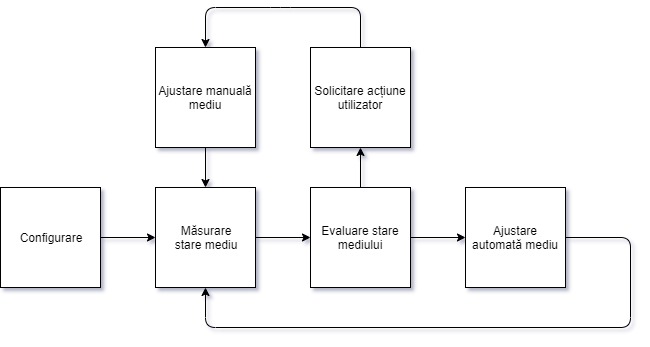 Ajustare manuală
mediu
Solicitare acțiune
utilizator
Configurare
Măsurare
stare mediu
Evaluare stare
mediului
Ajustare
automată mediu